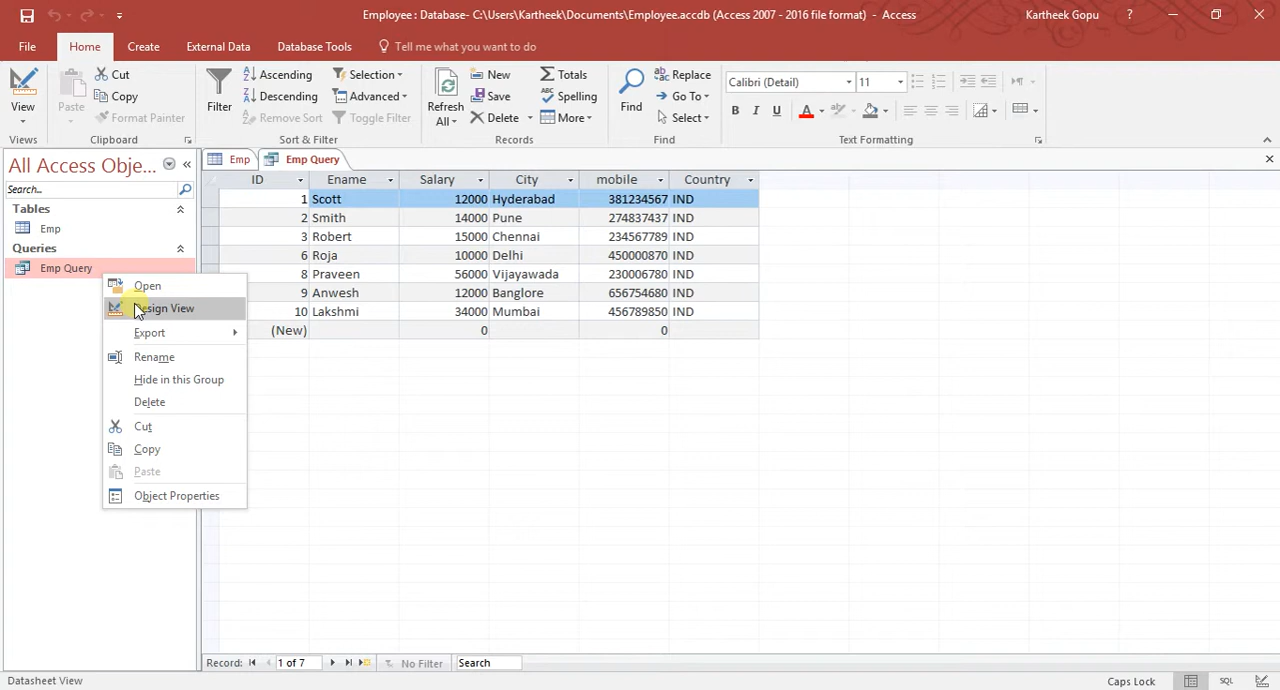 Employee : Database- C:\Users\Kartheek\Documents\Employee.accdb (Access 2007 - 2016 file format) - Access
Kartheek Gopu
?
File Home Create External Data Database Tools Tell me what you want to do
View
Views
Paste
Cut
Copy
Format Painter
Clipboard
Filter
Ascending
Descending
Remove Sort
Selection
Advanced
Toggle Filter
Sort & Filter
Refresh
All
New
Save
Delete
Totals
Spelling
More
Records
Find
Replace
Go To
Select
Find
Calibri (Detail) 11
B I U A
Text Formatting
All Access Obje...
Search...
Tables
Emp
Queries
Emp Query
Open
Design View
Export
Rename
Hide in this Group
Delete
Cut
Copy
Paste
Object Properties
Emp Emp Query
ID Ename Salary City mobile Country
1 Scott 12000 Hyderabad 381234567 IND
2 Smith 14000 Pune 274837437 IND
3 Robert 15000 Chennai 234567789 IND
6 Roja 10000 Delhi 450000870 IND
8 Praveen 56000 Vijayawada 230006780 IND
9 Anwesh 12000 Banglore 656754680 IND
10 Lakshmi 34000 Mumbai 456789850 IND
(New) 0 0
Record: 1 of 7 No Filter Search
Datasheet View
Caps Lock
SQL